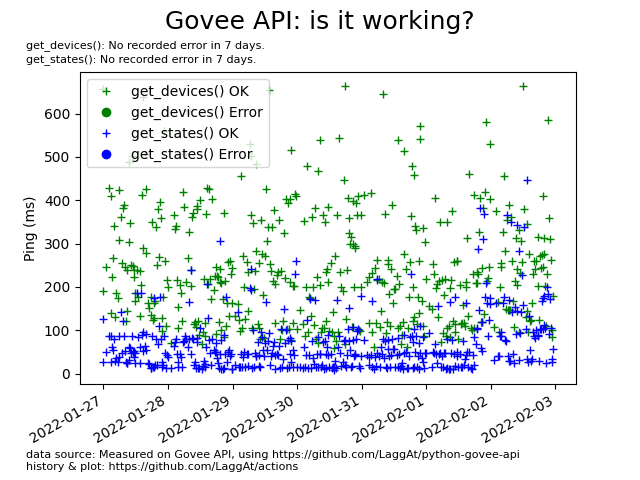 Govee API: is it working?
get_devices(): No recorded error in 7 days.
get_states(): No recorded error in 7 days.
get_devices() OK
get_devices() Error
get_states() OK
get_states() Error
Ping (ms)
600
500
400
300
200
100
0
2022-01-27
2022-01-28
2022-01-29
2022-01-30
2022-01-31
2022-02-01
2022-02-02
2022-02-03
data source: Measured on Govee API, using https://github.com/LaggAt/python-govee-api
history & plot: https://github.com/LaggAt/actions